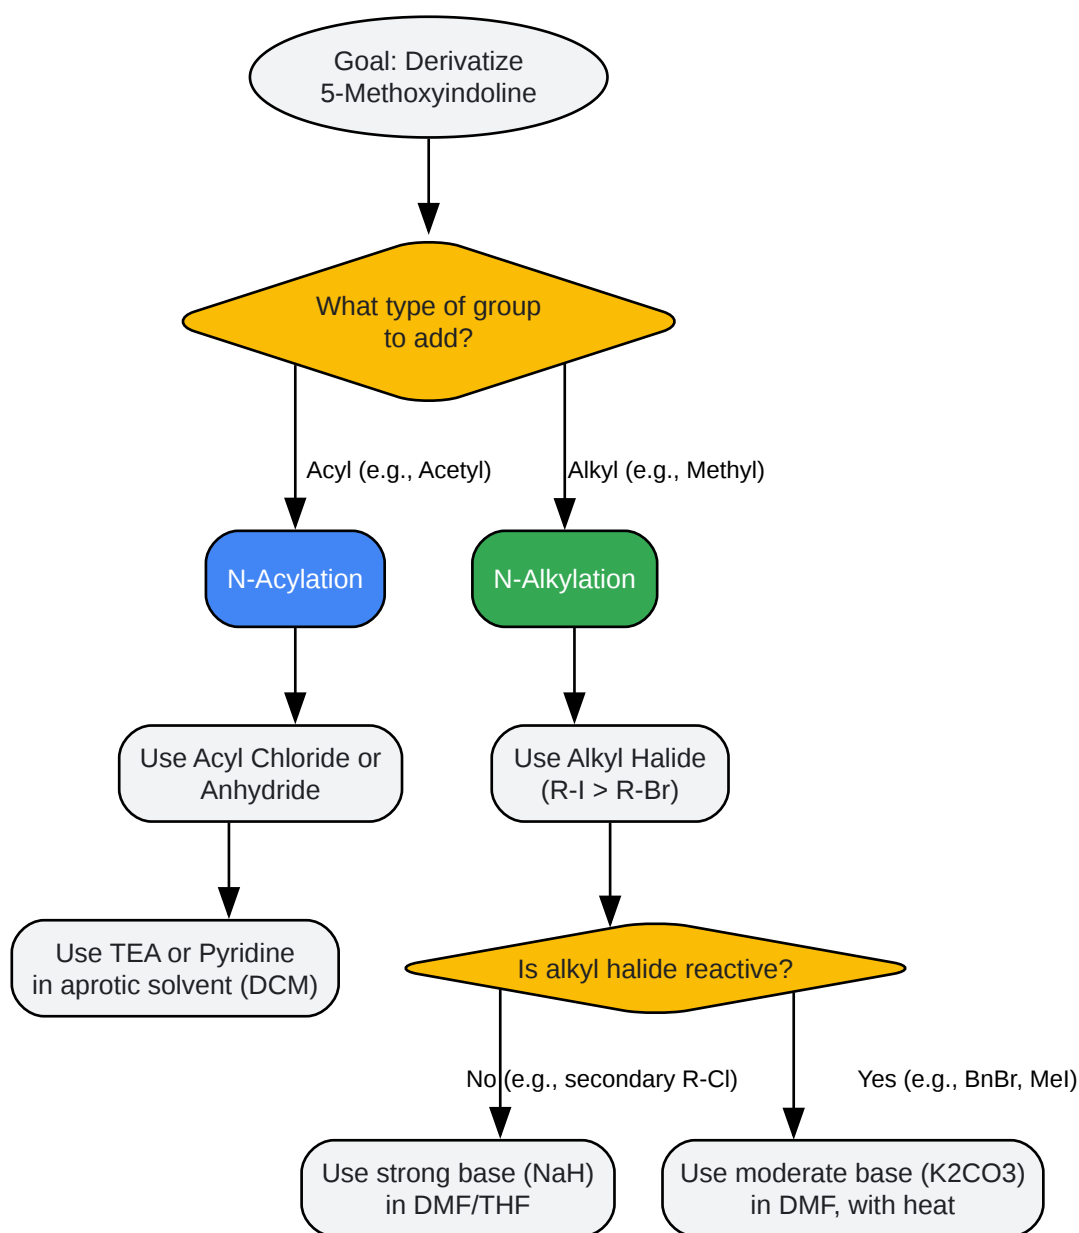 Goal: Derivatize
5-Methoxyindoline
What type of group
to add?
Acyl (e.g., Acetyl)
Alkyl (e.g., Methyl)
N-Acylation
N-Alkylation
Use Acyl Chloride or
Anhydride
Use Alkyl Halide
(R-I > R-Br)
Use TEA or Pyridine
in aprotic solvent (DCM)
Is alkyl halide reactive?
No (e.g., secondary R-Cl)
Yes (e.g., BnBr, MeI)
Use strong base (NaH)
in DMF/THF
Use moderate base (K2CO3)
in DMF, with heat